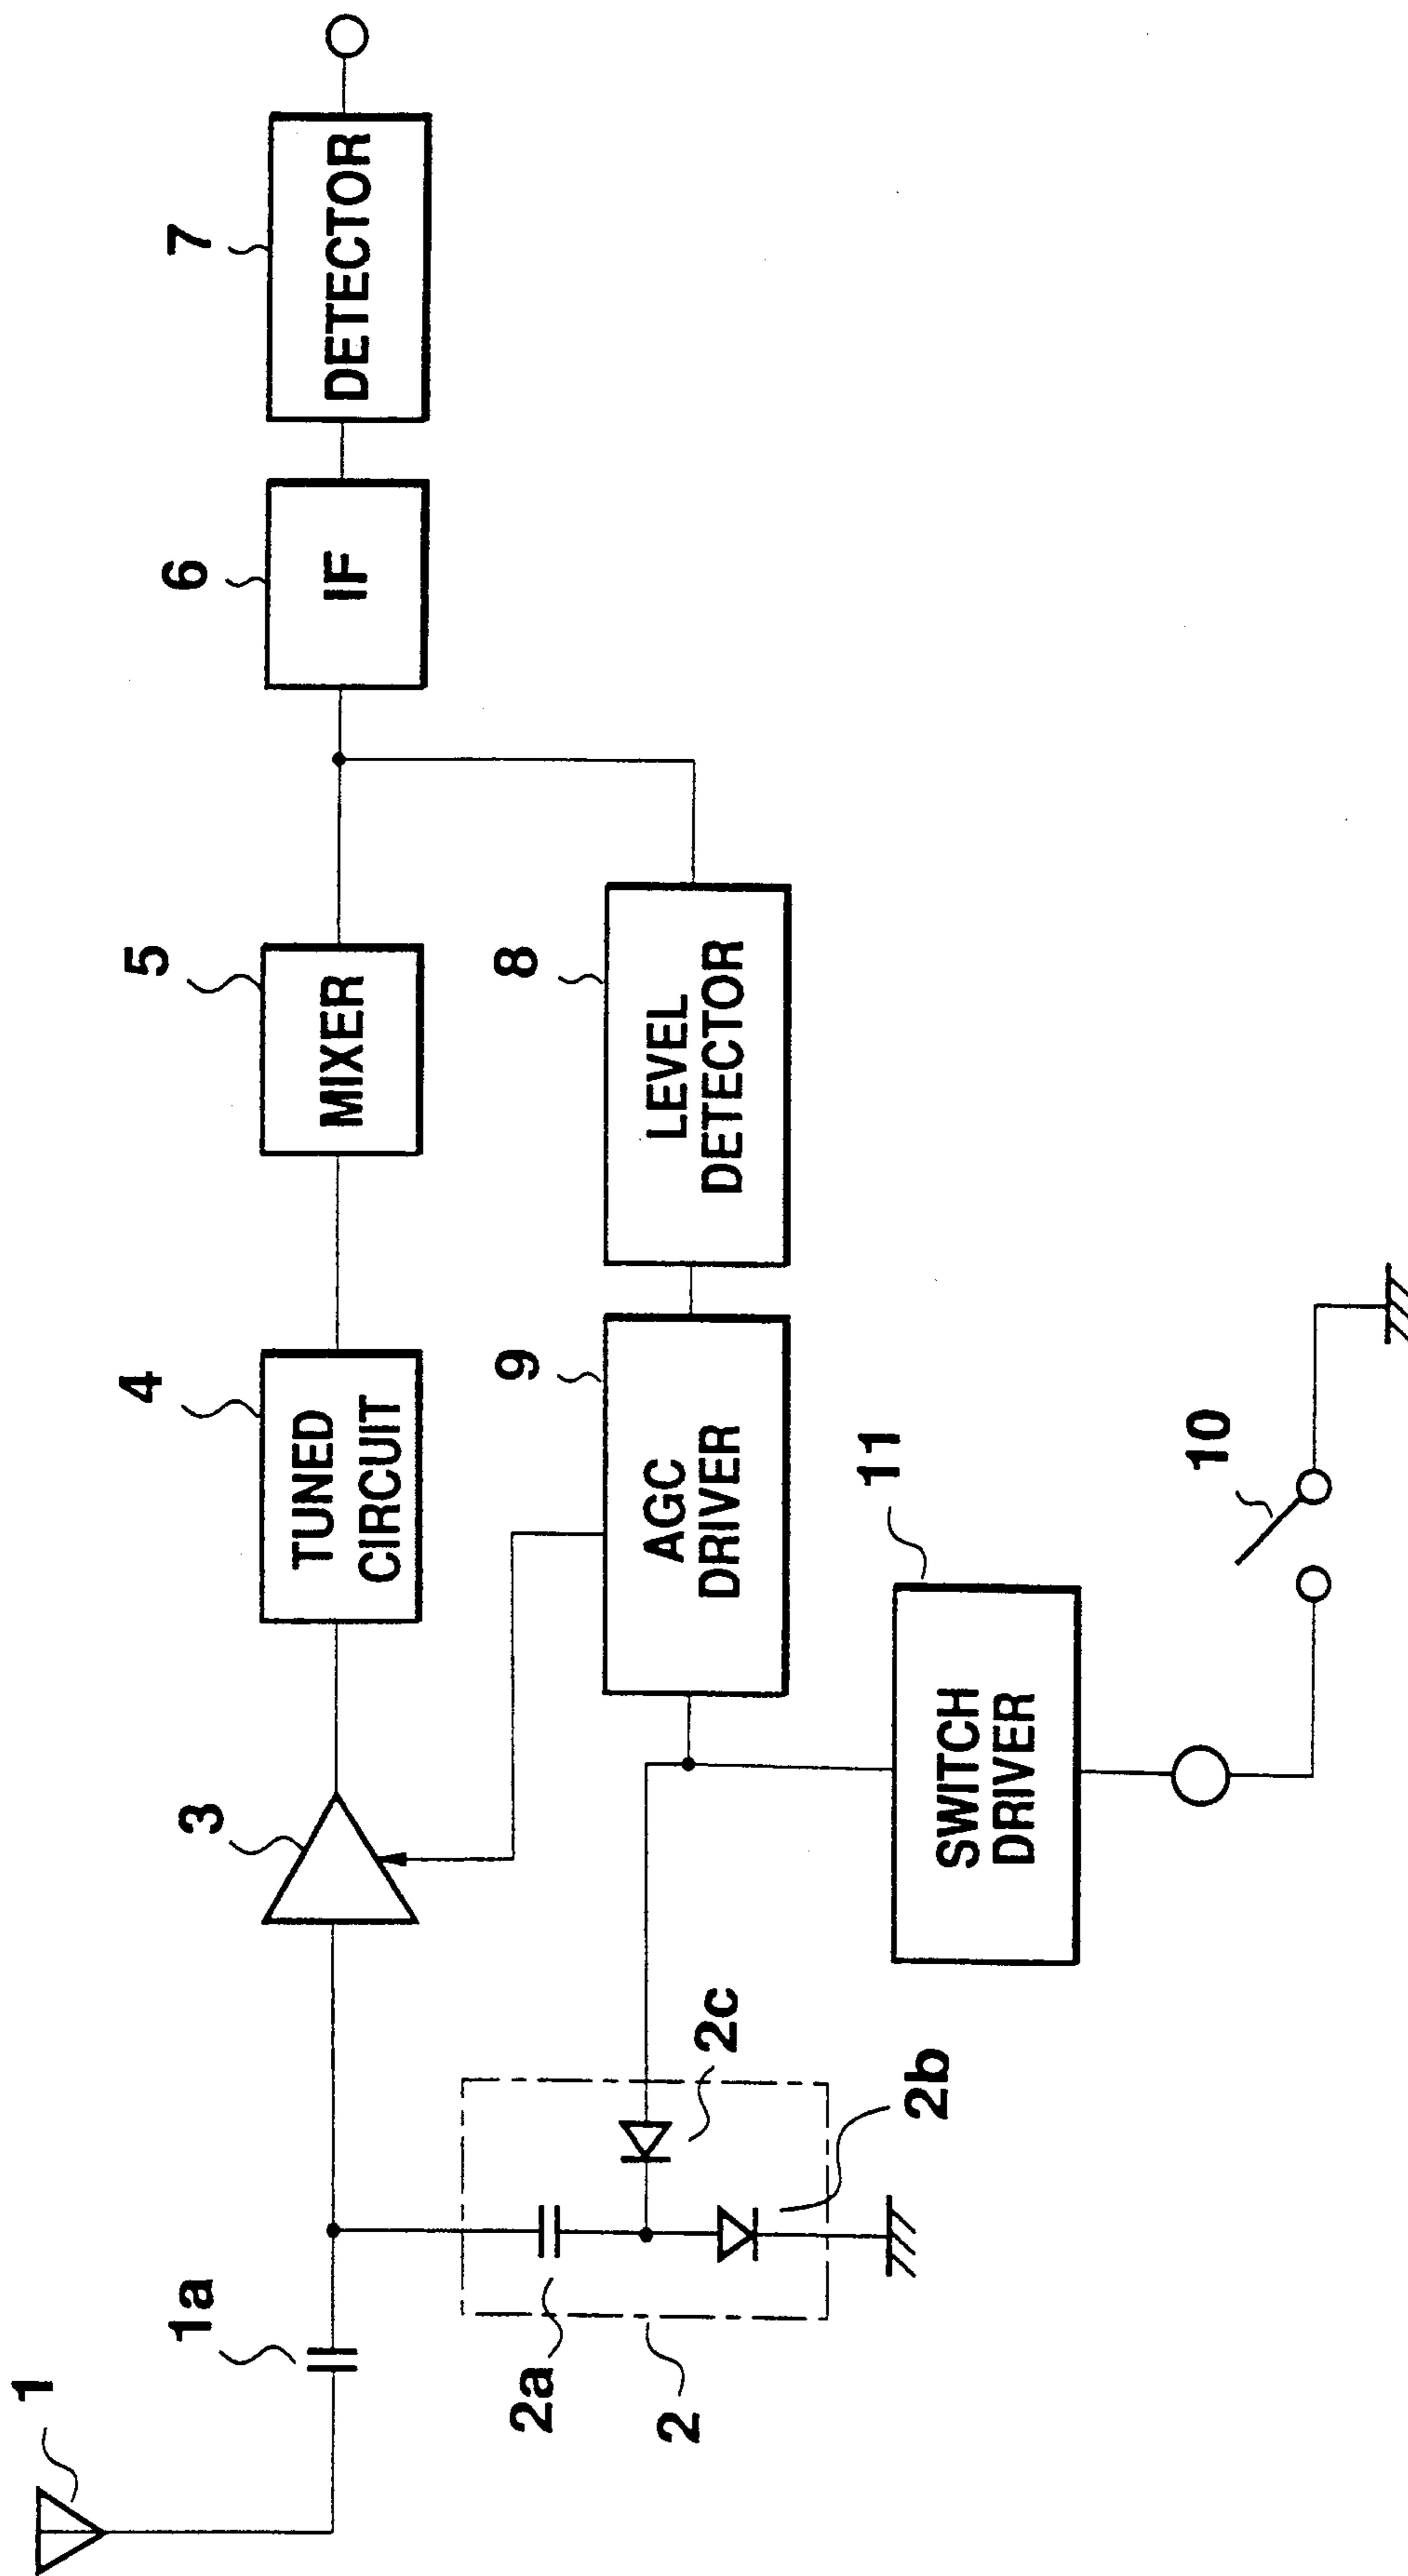 1
1a
3
4
TUNED
CIRCUIT
5
MIXER
6
IF
7
DETECTOR
2
2a
2c
2b
9
AGC
DRIVER
8
LEVEL
DETECTOR
11
SWITCH
DRIVER
10